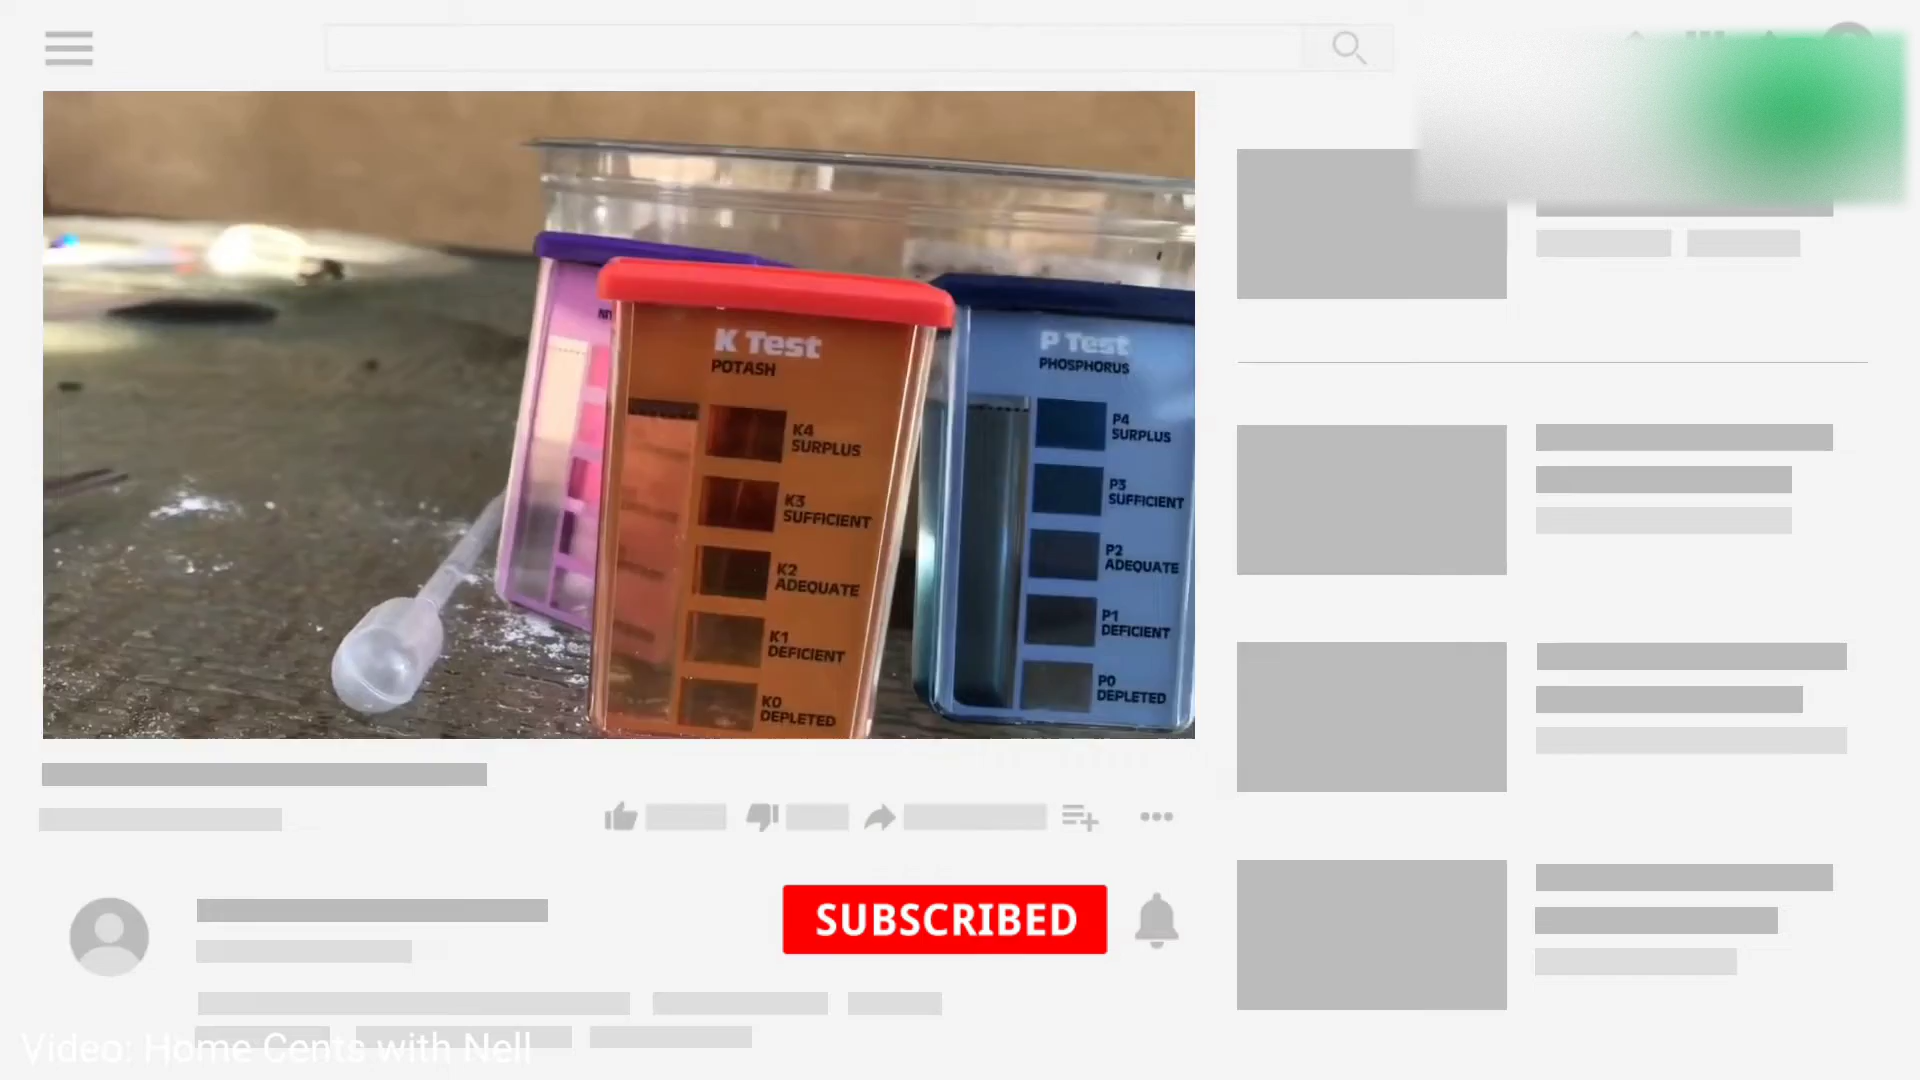 K Test
POTASH
K4
SURPLUS
K3
SUFFICIENT
K2
ADEQUATE
K1
DEFICIENT
K0
DEPLETED
P Test
PHOSPHORUS
P4
SURPLUS
P3
SUFFICIENT
P2
ADEQUATE
P1
DEFICIENT
P0
DEPLETED
SUBSCRIBED
Video: Home Cents with Nell